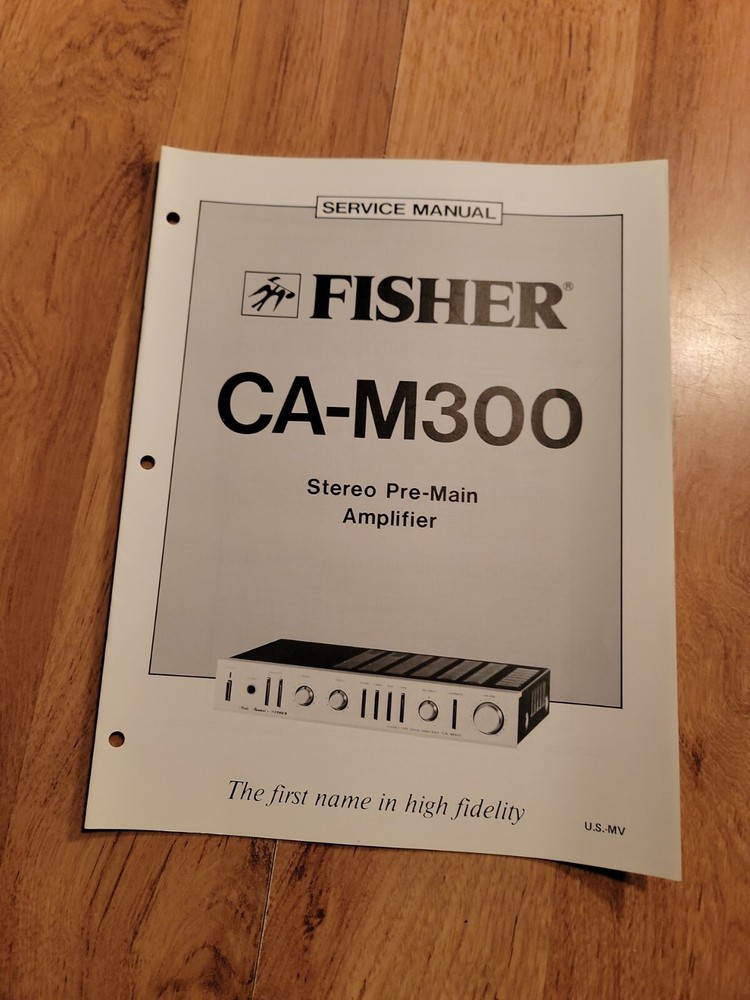 SERVICE MANUAL
FISHER®
CA-M300
Stereo Pre-Main
Amplifier
The first name in high fidelity
U.S.-MV